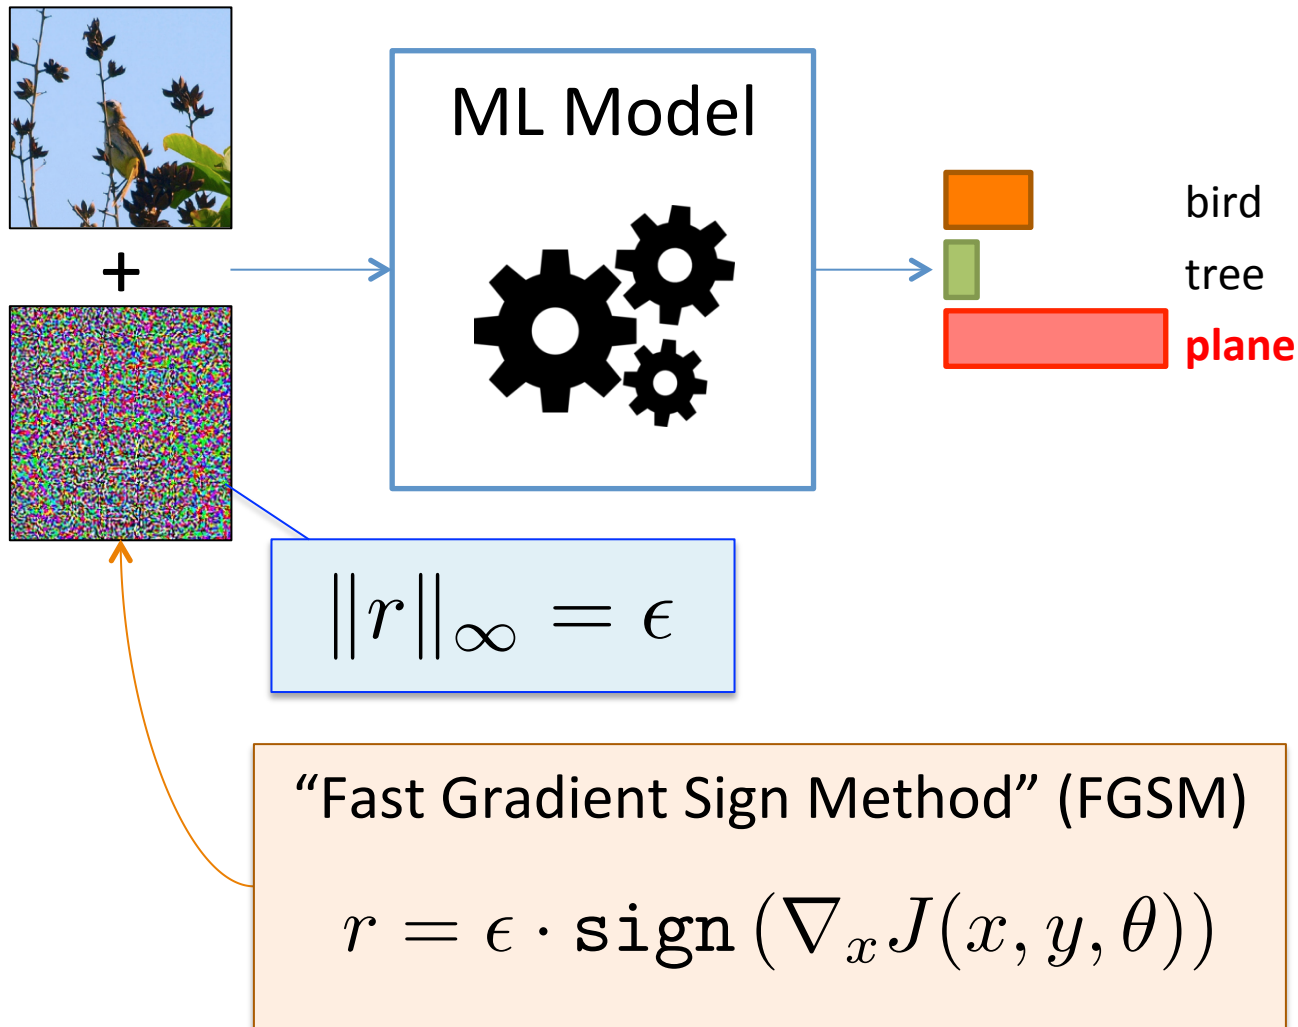 ML Model
bird
+
tree
plane
‖r‖∞ = ϵ
“Fast Gradient Sign Method” (FGSM)
r = ϵ · sign (∇ₓJ(x, y, θ))